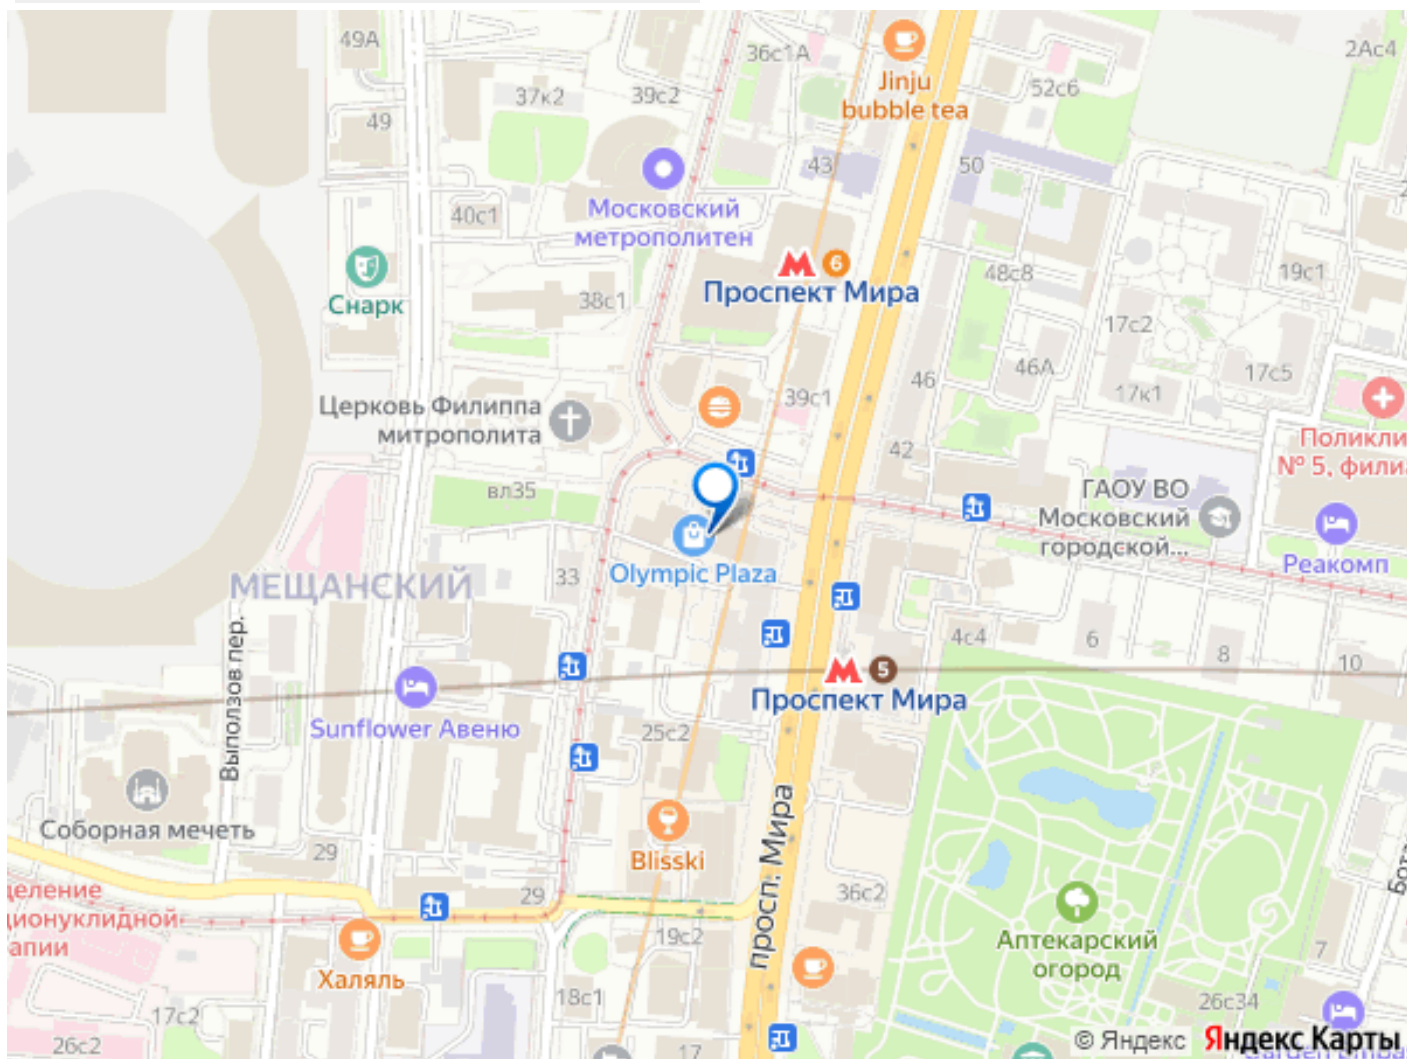 49А
36с1А
2Ас4
Jinju
bubble tea
52с6
37к2
39с2
49
43
50
40с1
Московский
метрополитен
6
Проспект Мира
48с8
19с1
Снарк
38с1
17с2
46А
17с5
46
39с1
17к1
Церковь Филиппа
митрополита
42
Поликли
№ 5, фили
вл35
ГАОУ ВО
Московский
городской...
Реакомп
Olympic Plaza
33
МЕЩАНСКИЙ
4с4
6
8
10
5
Проспект Мира
Выползов пер.
Sunflower Авеню
25с2
Соборная мечеть
просп. Мира
29
Blisski
деление
ционуклидной
апии
29
36с2
Бота
Аптекарский
огород
19с2
7
Халяль
18с1
26с34
17с2
26с2
17
© Яндекс Яндекс Карты